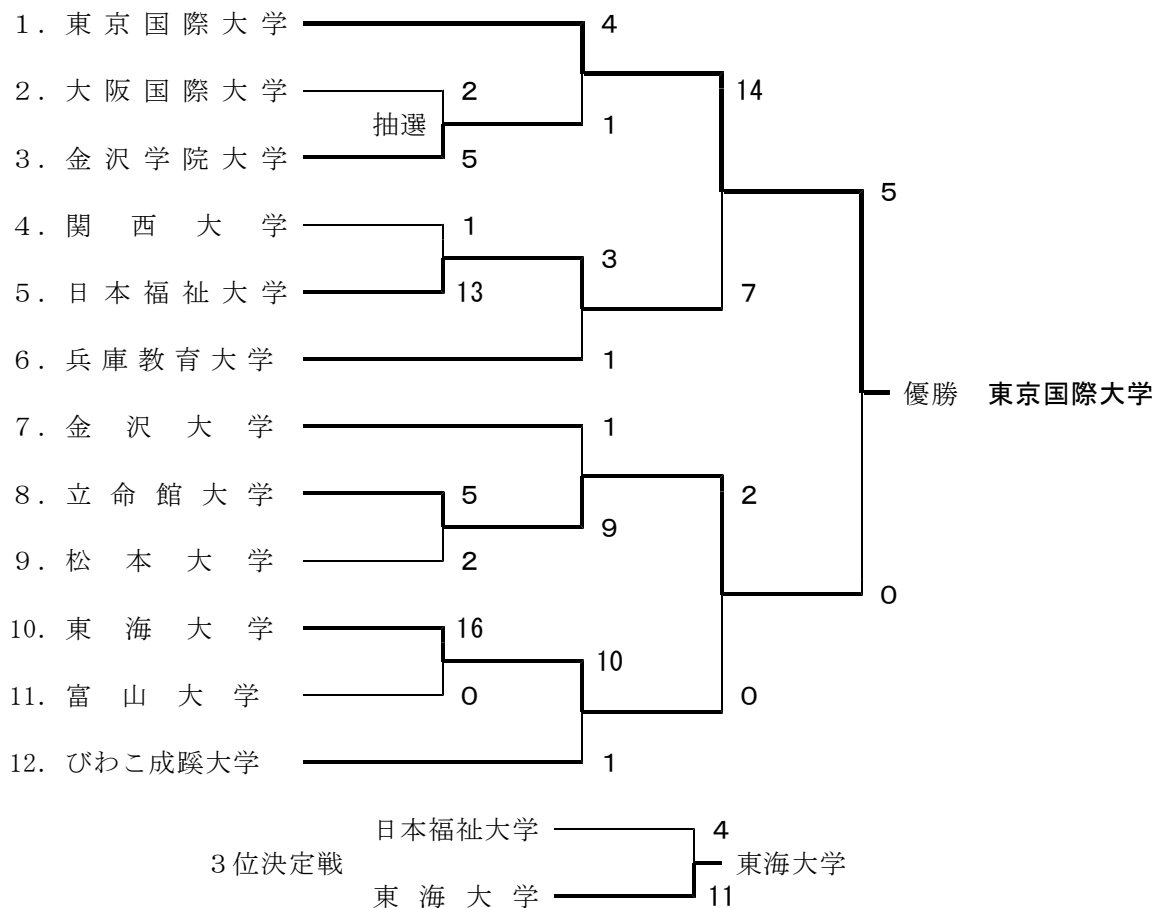 1. 東京国際大学 4
2. 大阪国際大学 2 14
抽選 1
3. 金沢学院大学 5
5
4. 関西大学 1
3
5. 日本福祉大学 13 7
6. 兵庫教育大学 1
優勝 東京国際大学
7. 金沢大学 1
8. 立命館大学 5 2
9
9. 松本大学 2
0
10. 東海大学 16
10
11. 富山大学 0 0
12. びわこ成蹊大学 1
日本福祉大学 4
3位決定戦 東海大学
東海大学 11